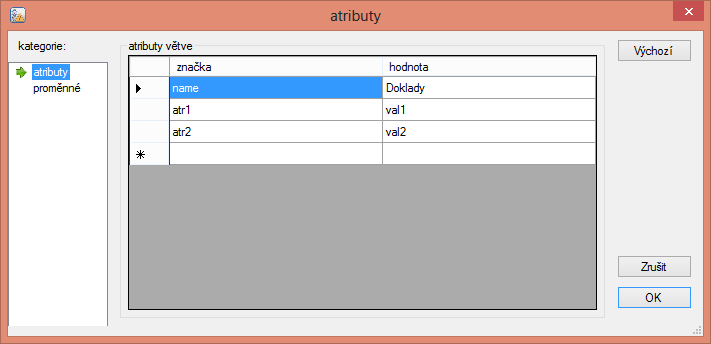 atributy
kategorie:
atributy
proměnné
atributy větve
značka hodnota
name Doklady
atr1 val1
atr2 val2
Výchozí
Zrušit
OK